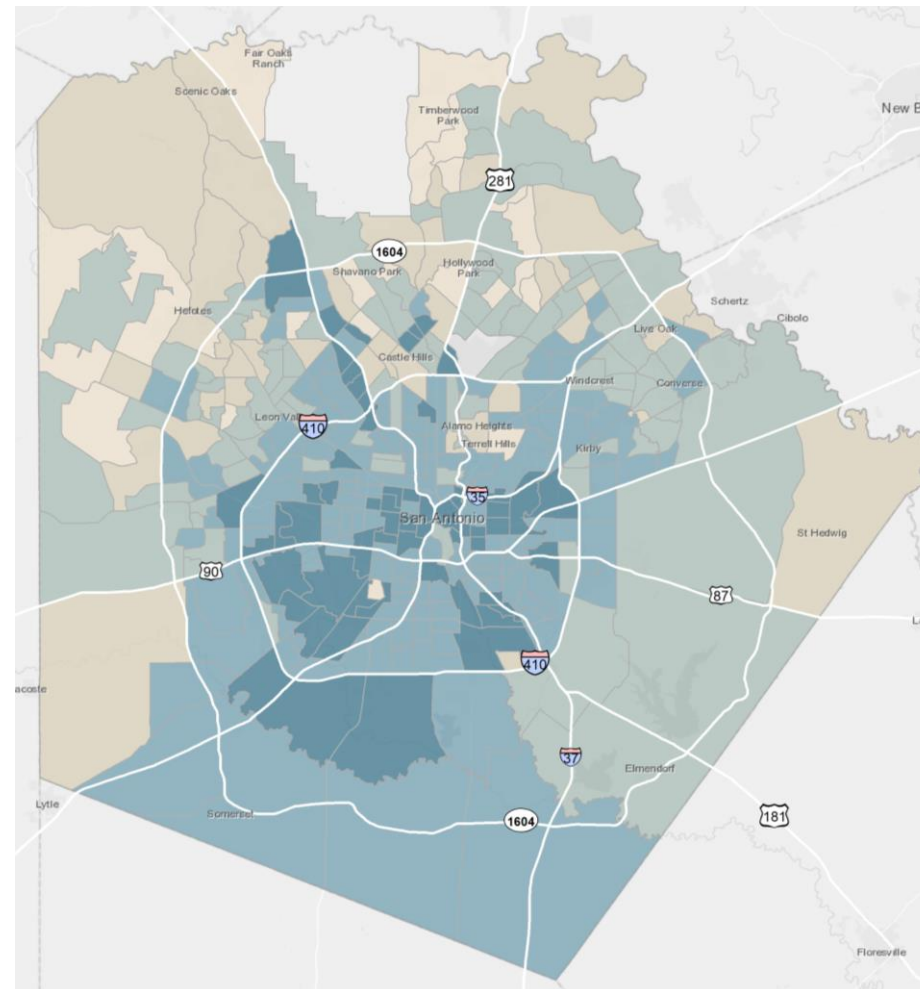 Fair Oaks
Ranch
Scenic Oaks
Timberwood
Park
New B
281
1604
Hollywood
Park
Shavano Park
Schertz
Helotes
Cibolo
Live Oak
Castle Hills
Windcrest
Converse
Leon Val
410
Alamo Heights
Terrell Hills
Kirby
35
San Antonio
St Hedwig
90
87
410
acoste
37
Elmendorf
Lytle
Somerset
1604
181
Floresville